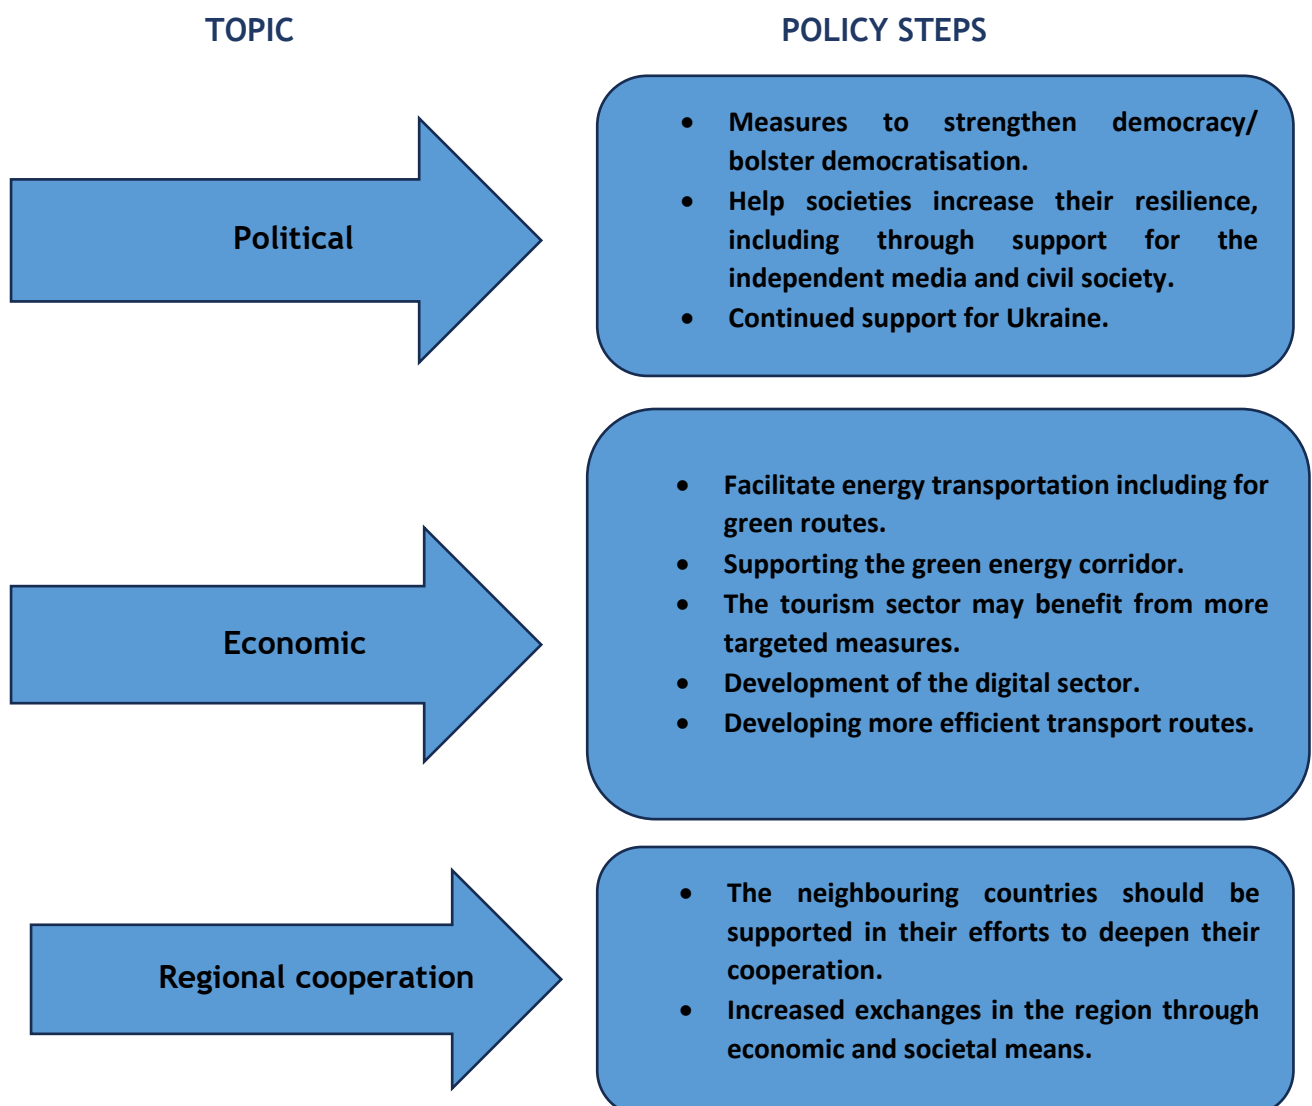 TOPIC
POLICY STEPS
Political
• Measures to strengthen democracy/
bolster democratisation.
• Help societies increase their resilience,
including through support for the
independent media and civil society.
• Continued support for Ukraine.
Economic
• Facilitate energy transportation including for
green routes.
• Supporting the green energy corridor.
• The tourism sector may benefit from more
targeted measures.
• Development of the digital sector.
• Developing more efficient transport routes.
Regional cooperation
• The neighbouring countries should be
supported in their efforts to deepen their
cooperation.
• Increased exchanges in the region through
economic and societal means.